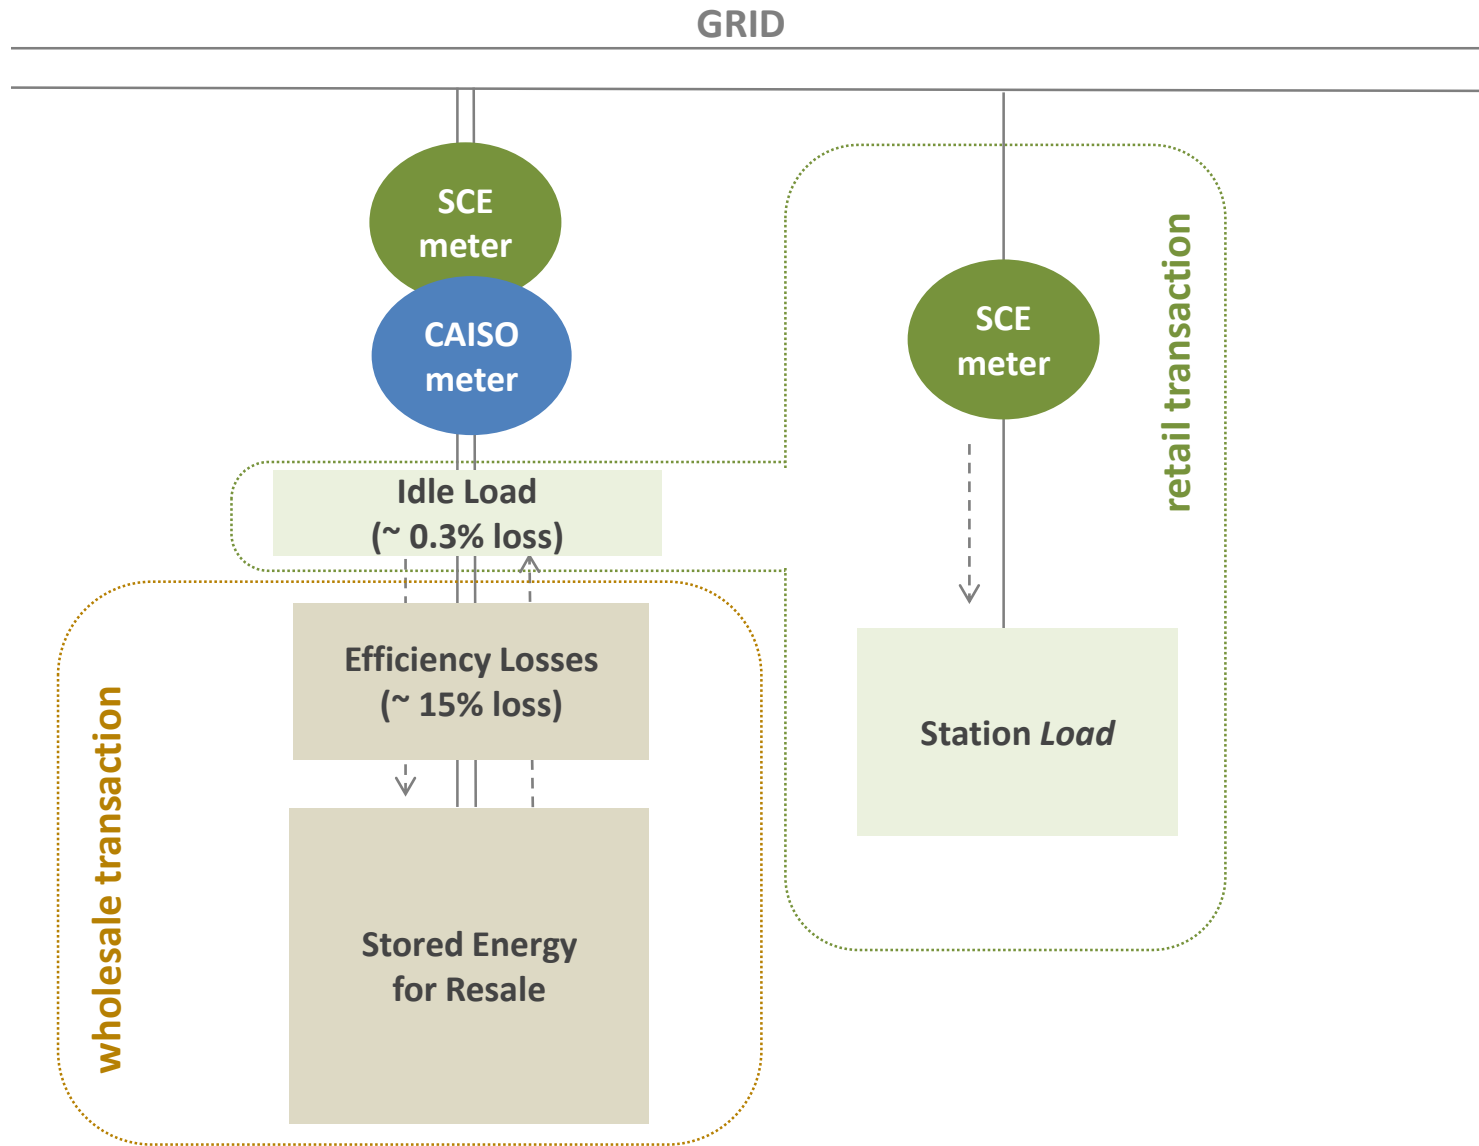 GRID
SCE
meter
CAISO
meter
SCE
meter
retail transaction
Idle Load
(~ 0.3% loss)
Efficiency Losses
(~ 15% loss)
Station Load
wholesale transaction
Stored Energy
for Resale